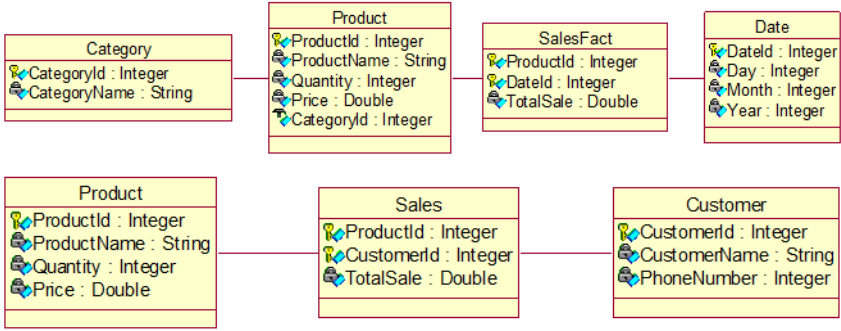 Category
CategoryId : Integer
CategoryName : String
Product
ProductId : Integer
ProductName : String
Quantity : Integer
Price : Double
CategoryId : Integer
SalesFact
ProductId : Integer
DateId : Integer
TotalSale : Double
Date
DateId : Integer
Day : Integer
Month : Integer
Year : Integer
Product
ProductId : Integer
ProductName : String
Quantity : Integer
Price : Double
Sales
ProductId : Integer
CustomerId : Integer
TotalSale : Double
Customer
CustomerId : Integer
CustomerName : String
PhoneNumber : Integer